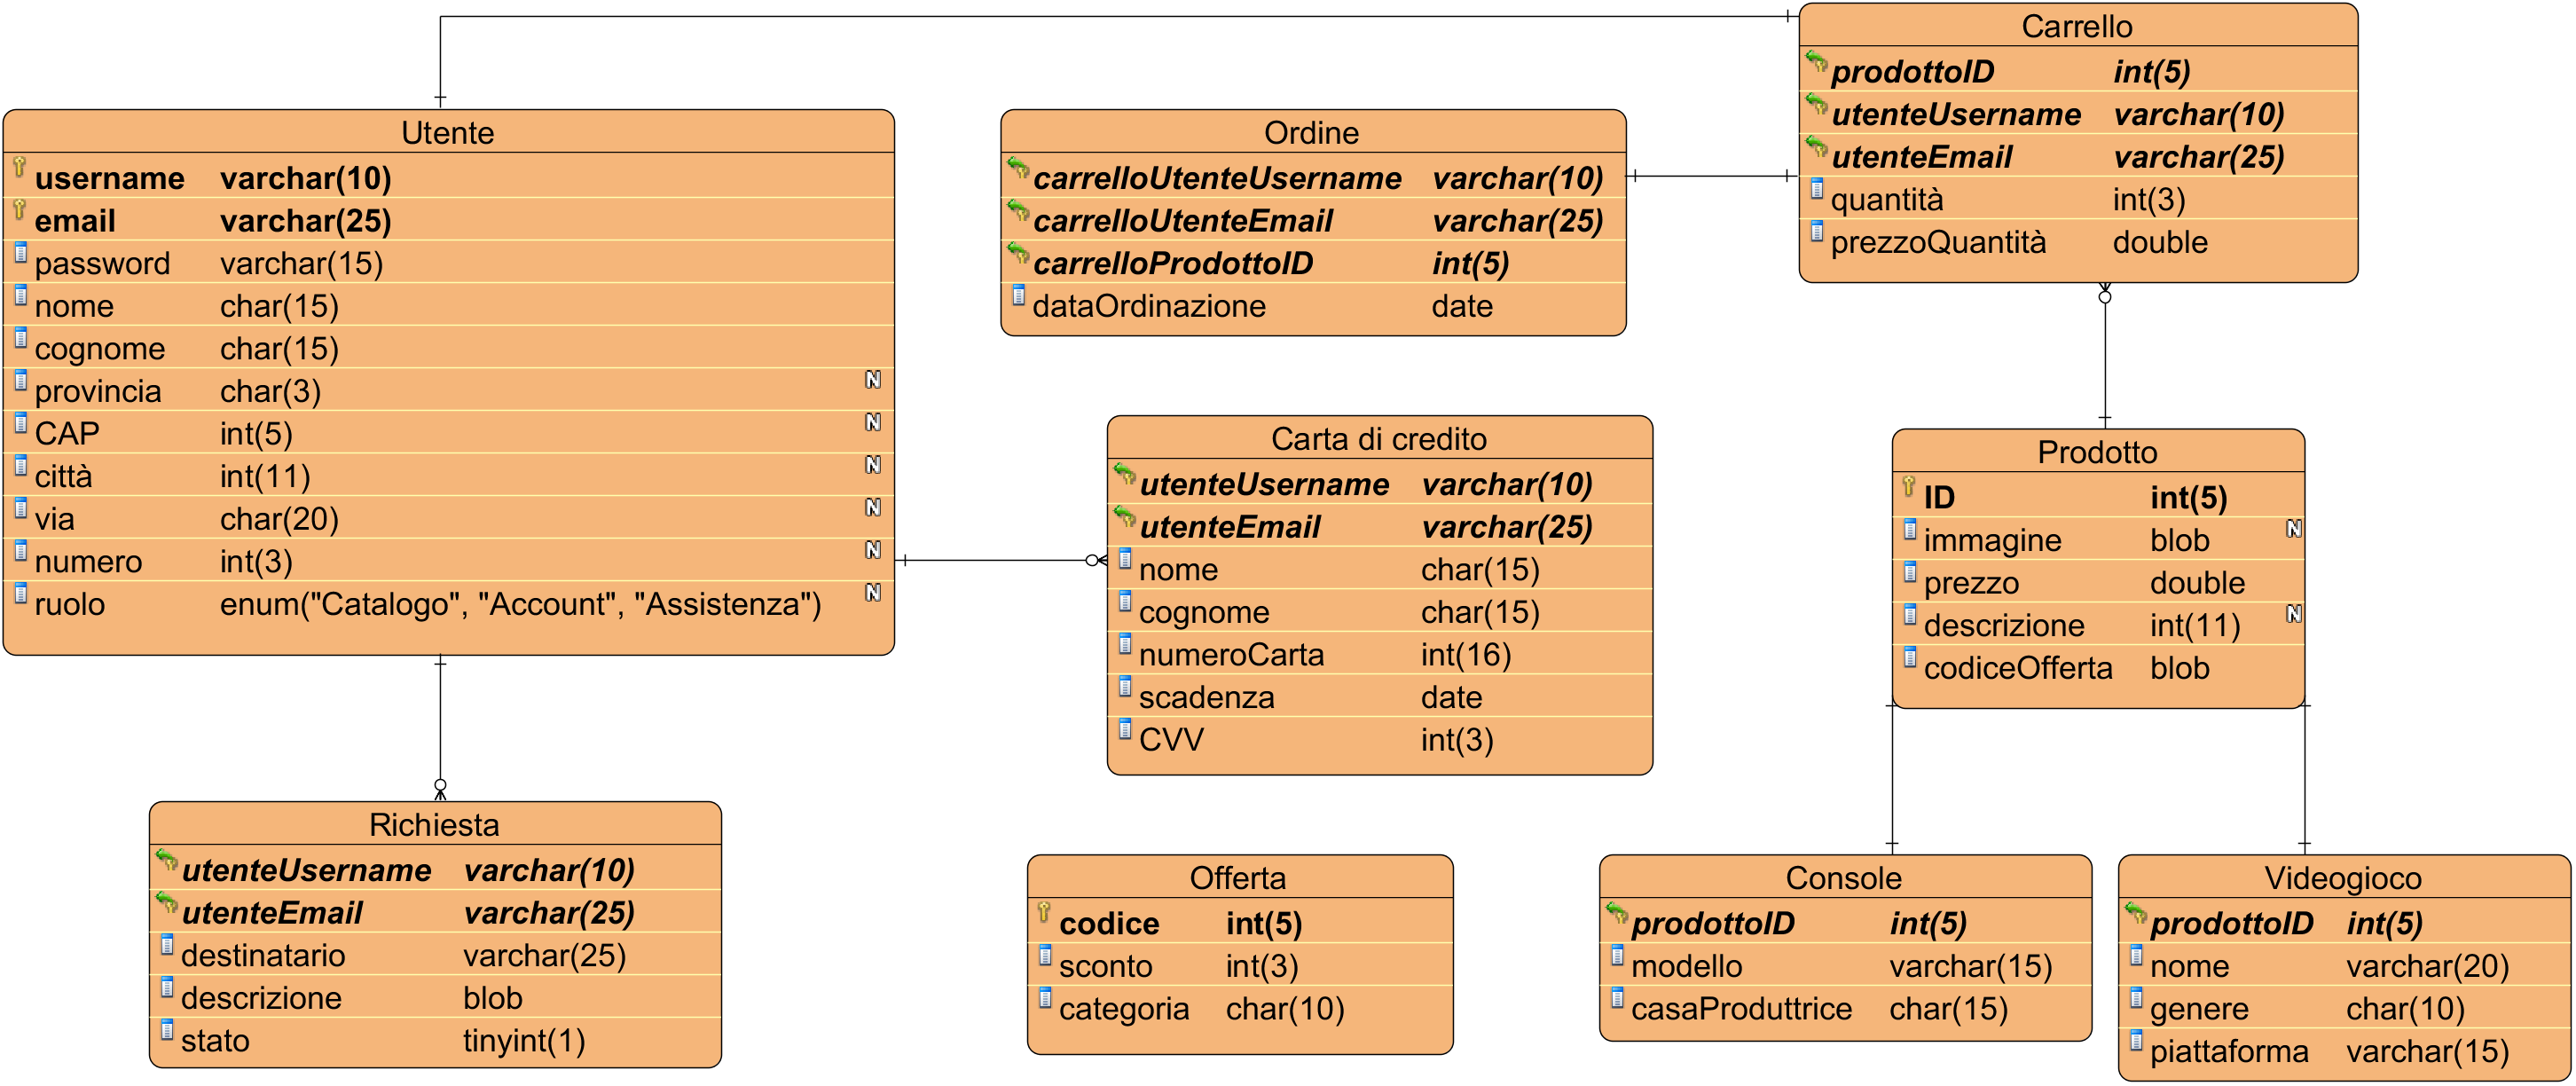 Utente
username varchar(10)
email varchar(25)
password varchar(15)
nome char(15)
cognome char(15)
provincia char(3) N
CAP int(5) N
città int(11) N
via char(20) N
numero int(3) N
ruolo enum("Catalogo", "Account", "Assistenza") N
Ordine
carrelloUtenteUsername varchar(10)
carrelloUtenteEmail varchar(25)
carrelloProdottoID int(5)
dataOrdinazione date
Carrello
prodottoID int(5)
utenteUsername varchar(10)
utenteEmail varchar(25)
quantità int(3)
prezzoQuantità double
Carta di credito
utenteUsername varchar(10)
utenteEmail varchar(25)
nome char(15)
cognome char(15)
numeroCarta int(16)
scadenza date
CVV int(3)
Prodotto
ID int(5)
immagine blob N
prezzo double
descrizione int(11) N
codiceOfferta blob
Richiesta
utenteUsername varchar(10)
utenteEmail varchar(25)
destinatario varchar(25)
descrizione blob
stato tinyint(1)
Offerta
codice int(5)
sconto int(3)
categoria char(10)
Console
prodottoID int(5)
modello varchar(15)
casaProduttrice char(15)
Videogioco
prodottoID int(5)
nome varchar(20)
genere char(10)
piattaforma varchar(15)